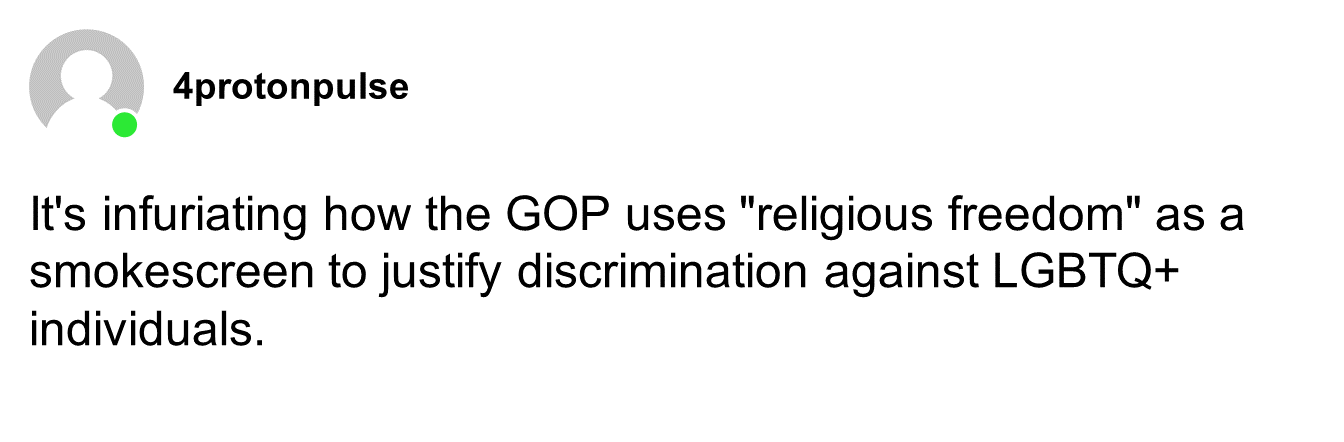 4protonpulse
It's infuriating how the GOP uses "religious freedom" as a
smokescreen to justify discrimination against LGBTQ+
individuals.